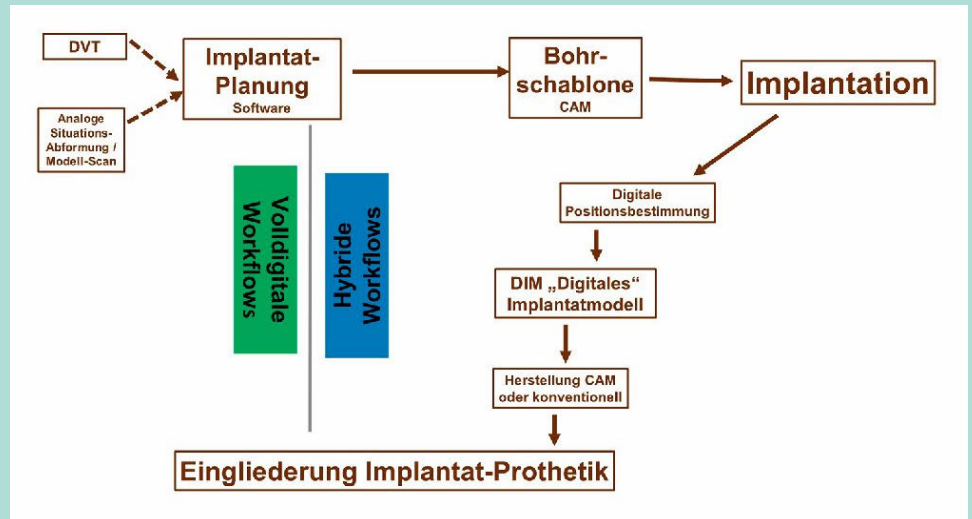 DVT
Analoge
Situations-
Abformung /
Modell-Scan
Implantat-
Planung
Software
Bohr-
schablone
CAM
Implantation
Volldigitale
Workflows
Hybride
Workflows
Digitale
Positionsbestimmung
DIM „Digitales“
Implantatmodell
Herstellung CAM
oder konventionell
Eingliederung Implantat-Prothetik